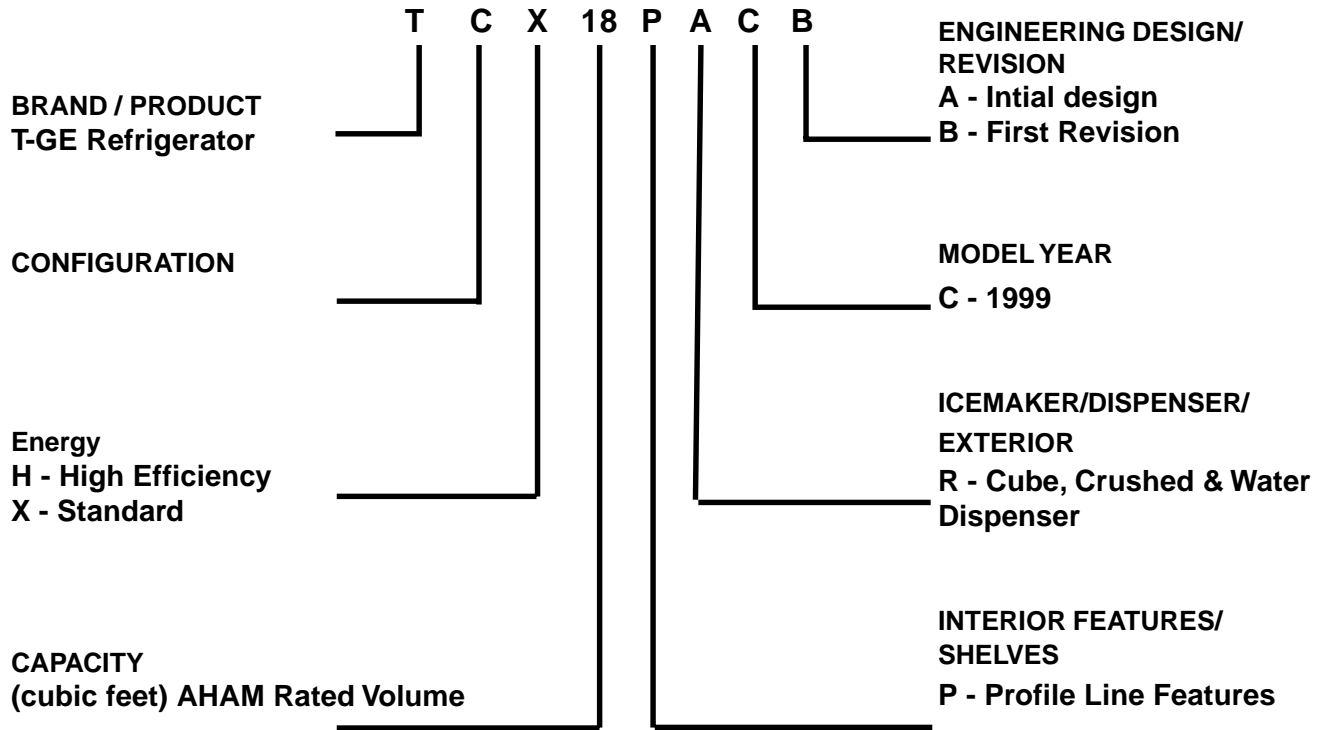 T C X 18 P A C B
BRAND / PRODUCT
T-GE Refrigerator
CONFIGURATION
Energy
H - High Efficiency
X - Standard
CAPACITY
(cubic feet) AHAM Rated Volume
ENGINEERING DESIGN/
REVISION
A - Intial design
B - First Revision
MODEL YEAR
C - 1999
ICEMAKER/DISPENSER/
EXTERIOR
R - Cube, Crushed & Water
Dispenser
INTERIOR FEATURES/
SHELVES
P - Profile Line Features